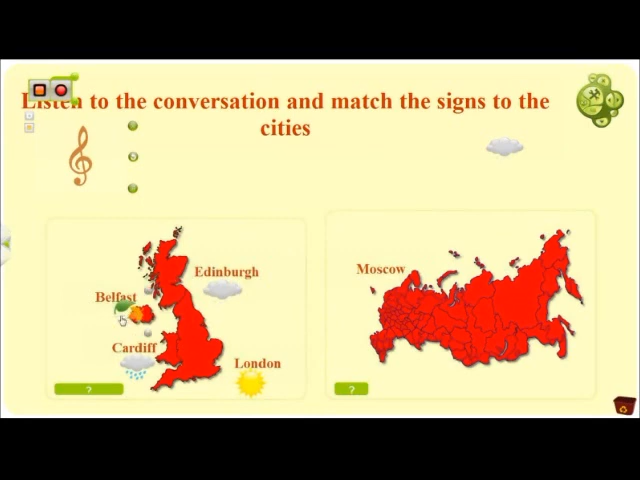 Listen to the conversation and match the signs to the
cities
Edinburgh
Belfast
Cardiff
London
?
Moscow
?